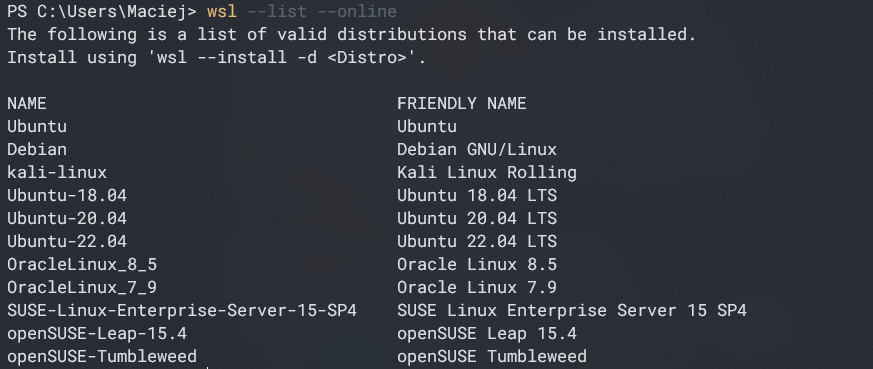 PS C:\Users\Maciej> wsl --list --online
The following is a list of valid distributions that can be installed.
Install using 'wsl --install -d <Distro>'.
NAME FRIENDLY NAME
Ubuntu Ubuntu
Debian Debian GNU/Linux
kali-linux Kali Linux Rolling
Ubuntu-18.04 Ubuntu 18.04 LTS
Ubuntu-20.04 Ubuntu 20.04 LTS
Ubuntu-22.04 Ubuntu 22.04 LTS
OracleLinux_8_5 Oracle Linux 8.5
OracleLinux_7_9 Oracle Linux 7.9
SUSE-Linux-Enterprise-Server-15-SP4 SUSE Linux Enterprise Server 15 SP4
openSUSE-Leap-15.4 openSUSE Leap 15.4
openSUSE-Tumbleweed openSUSE Tumbleweed